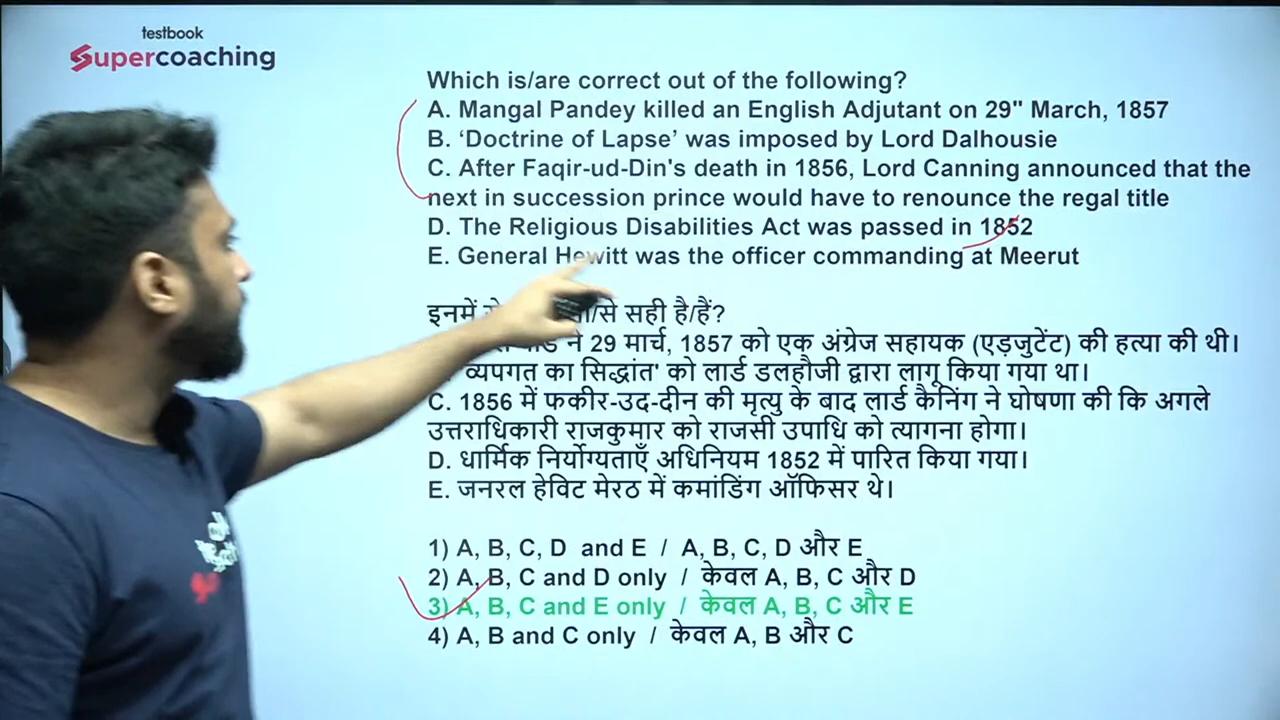 testbook
Supercoaching
Which is/are correct out of the following?
A. Mangal Pandey killed an English Adjutant on 29" March, 1857
B. ‘Doctrine of Lapse’ was imposed by Lord Dalhousie
C. After Faqir-ud-Din's death in 1856, Lord Canning announced that the
next in succession prince would have to renounce the regal title
D. The Religious Disabilities Act was passed in 1852
E. General Hewitt was the officer commanding at Meerut
इनमें /से सही है/हैं?
ने 29 मार्च, 1857 को एक अंग्रेज सहायक (एड़जुटेंट) की हत्या की थी।
'व्यपगत का सिद्धांत' को लार्ड डलहौजी द्वारा लागू किया गया था।
C. 1856 में फकीर-उद-दीन की मृत्यु के बाद लार्ड कैनिंग ने घोषणा की कि अगले
उत्तराधिकारी राजकुमार को राजसी उपाधि को त्यागना होगा।
D. धार्मिक निर्योग्यताएँ अधिनियम 1852 में पारित किया गया।
E. जनरल हेविट मेरठ में कमांडिंग ऑफिसर थे।
1) A, B, C, D and E / A, B, C, D और E
2) A, B, C and D only / केवल A, B, C और D
3) A, B, C and E only / केवल A, B, C और E
4) A, B and C only / केवल A, B और C